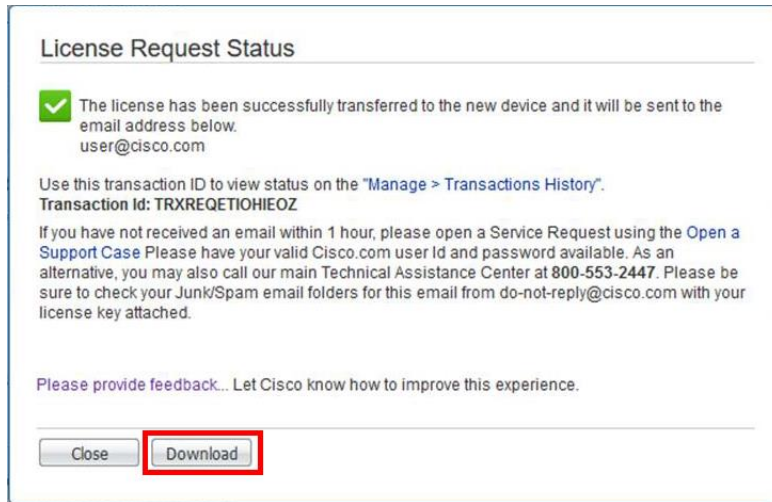 License Request Status
The license has been successfully transferred to the new device and it will be sent to the
email address below.
user@cisco.com
Use this transaction ID to view status on the "Manage > Transactions History".
Transaction Id: TRXREQETIOHIEOZ
If you have not received an email within 1 hour, please open a Service Request using the Open a
Support Case Please have your valid Cisco.com user Id and password available. As an
alternative, you may also call our main Technical Assistance Center at 800-553-2447. Please be
sure to check your Junk/Spam email folders for this email from do-not-reply@cisco.com with your
license key attached.
Please provide feedback... Let Cisco know how to improve this experience.
Close
Download